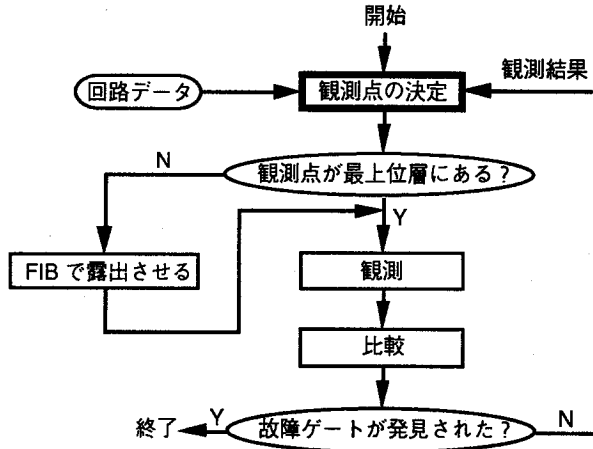 開始
観測結果
回路データ
観測点の決定
N
観測点が最上位層にある?
Y
FIBで露出させる
観測
比較
終了
Y
故障ゲートが発見された?
N